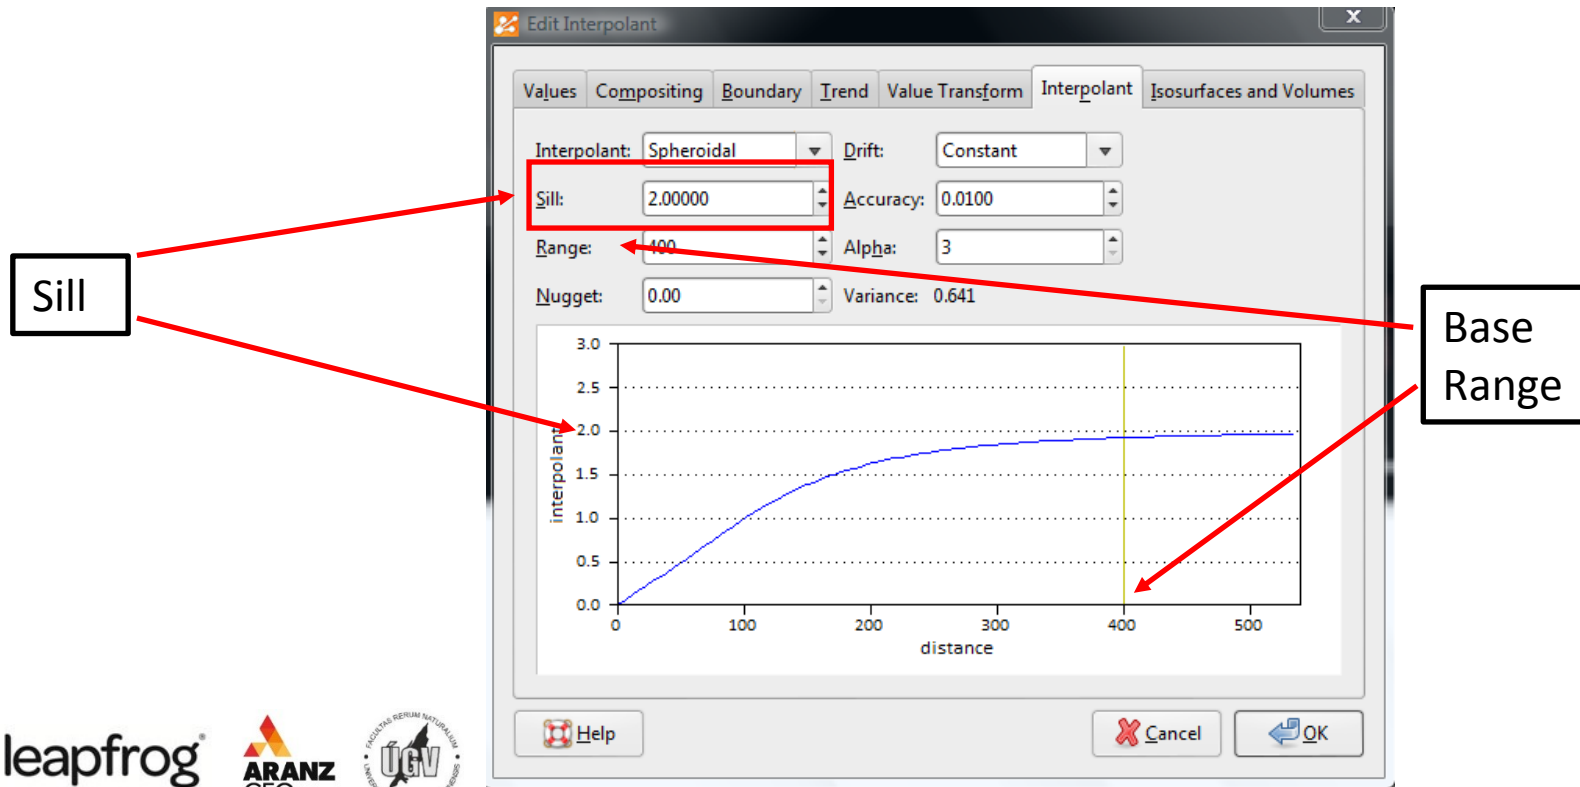 Edit Interpolant
X
Values Compositing Boundary Trend Value Transform Interpolant Isosurfaces and Volumes
Interpolant: Spheroidal Drift: Constant
Sill: 2.00000 Accuracy: 0.0100
Range: 400 Alpha: 3
Nugget: 0.00 Variance: 0.641
Sill
Base
Range
3.0
2.5
2.0
1.5
1.0
0.5
0.0
interpolant
0 100 200 300 400 500
distance
Help Cancel OK
leapfrog®
ARANZ
GEO
FACULTAS RERUM
ÚGV